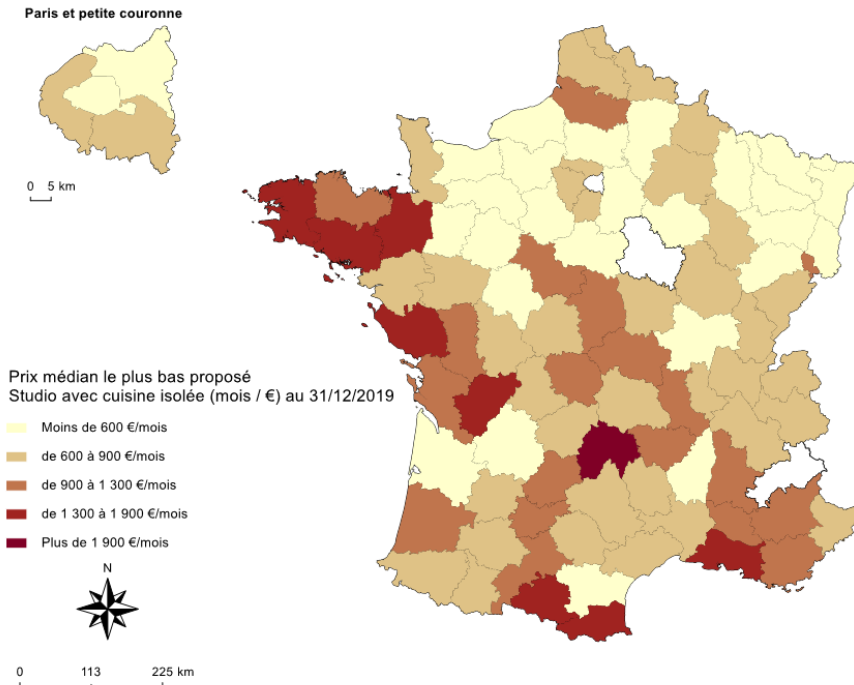 Paris et petite couronne
0 5 km
Prix médian le plus bas proposé
Studio avec cuisine isolée (mois / €) au 31/12/2019
Moins de 600 €/mois
de 600 à 900 €/mois
de 900 à 1 300 €/mois
de 1 300 à 1 900 €/mois
Plus de 1 900 €/mois
N
0 113 225 km